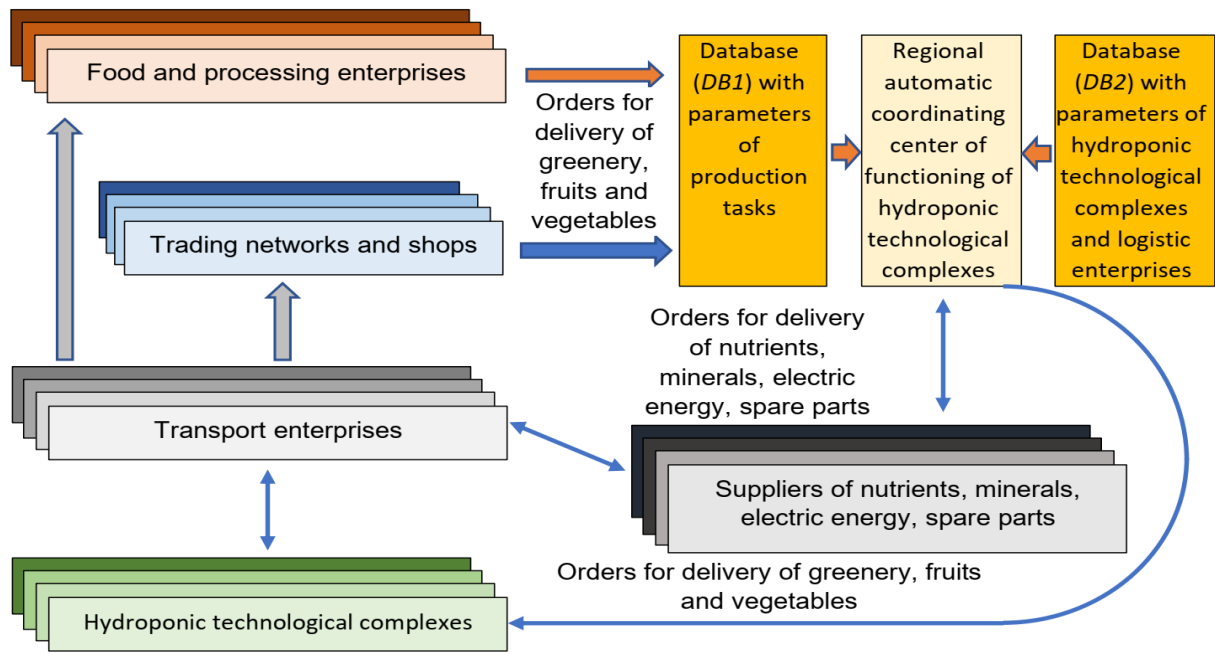 Food and processing enterprises
Orders for
delivery of
greenery,
fruits and
vegetables
Database
(DB1) with
parameters
of
production
tasks
Regional
automatic
coordinating
center of
functioning of
hydroponic
technological
complexes
Database
(DB2) with
parameters of
hydroponic
technological
complexes
and logistic
enterprises
Trading networks and shops
Orders for delivery
of nutrients,
minerals, electric
energy, spare parts
Transport enterprises
Suppliers of nutrients, minerals,
electric energy, spare parts
Orders for delivery of greenery, fruits
and vegetables
Hydroponic technological complexes